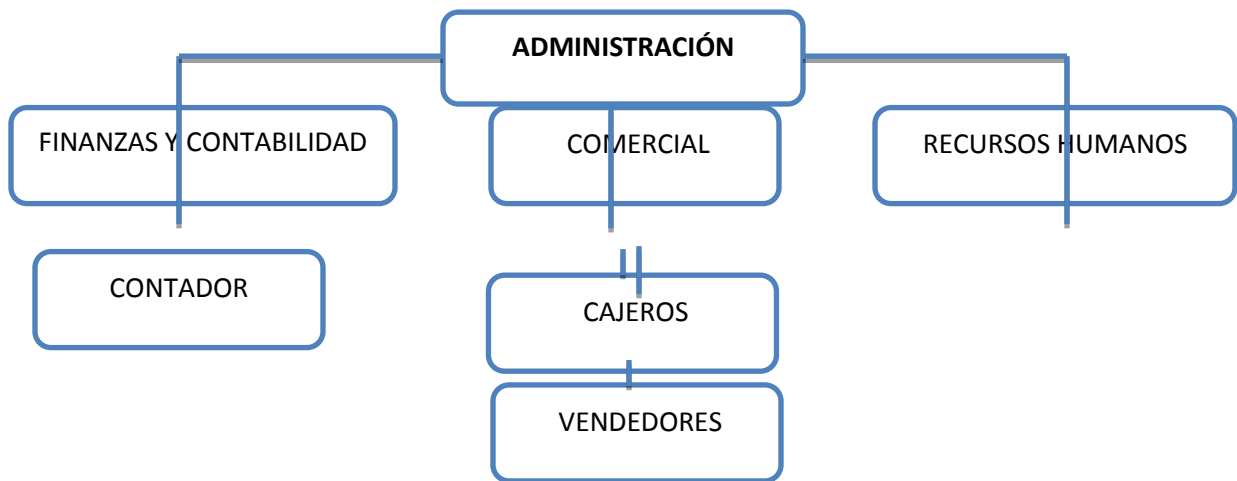 ADMINISTRACIÓN
FINANZAS Y CONTABILIDAD
COMERCIAL
RECURSOS HUMANOS
CONTADOR
CAJEROS
VENDEDORES